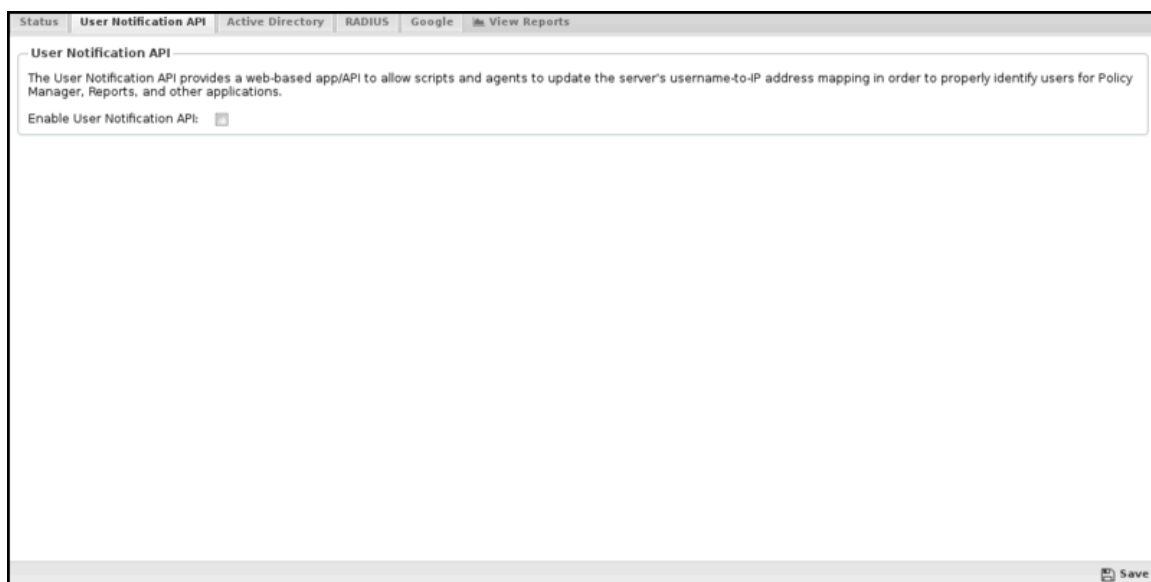 Status User Notification API Active Directory RADIUS Google View Reports
User Notification API
The User Notification API provides a web-based app/API to allow scripts and agents to update the server's username-to-IP address mapping in order to properly identify users for Policy
Manager, Reports, and other applications.
Enable User Notification API:
Save